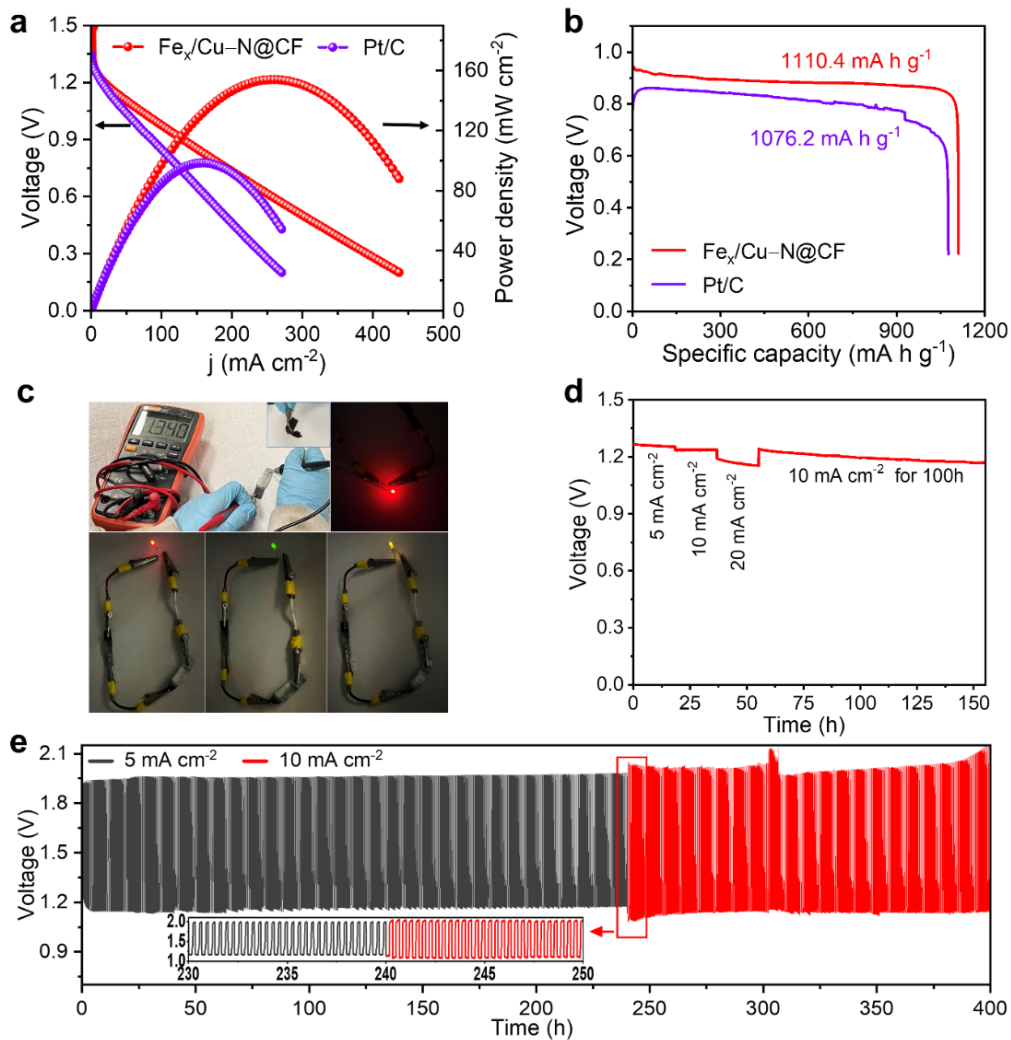 a
Feₓ/Cu–N@CF Pt/C
Voltage (V)
1.5
1.2
0.9
0.6
0.3
0.0
0 100 200 300 400 500
j (mA cm⁻²)
160
120
80
40
0
Power density (mW cm⁻²)
b
1110.4 mA h g⁻¹
1076.2 mA h g⁻¹
Feₓ/Cu–N@CF
Pt/C
Voltage (V)
1.0
0.8
0.6
0.4
0.2
0.0
0 300 600 900 1200
Specific capacity (mA h g⁻¹)
c
1.340
d
Voltage (V)
1.5
1.2
0.9
0.6
0.3
0.0
5 mA cm⁻²
10 mA cm⁻²
20 mA cm⁻²
10 mA cm⁻² for 100h
0 25 50 75 100 125 150
Time (h)
e
5 mA cm⁻² 10 mA cm⁻²
Voltage (V)
2.1
1.8
1.5
1.2
0.9
2.0
1.5
1.0
230 235 240 245 250
0 50 100 150 200 250 300 350 400
Time (h)